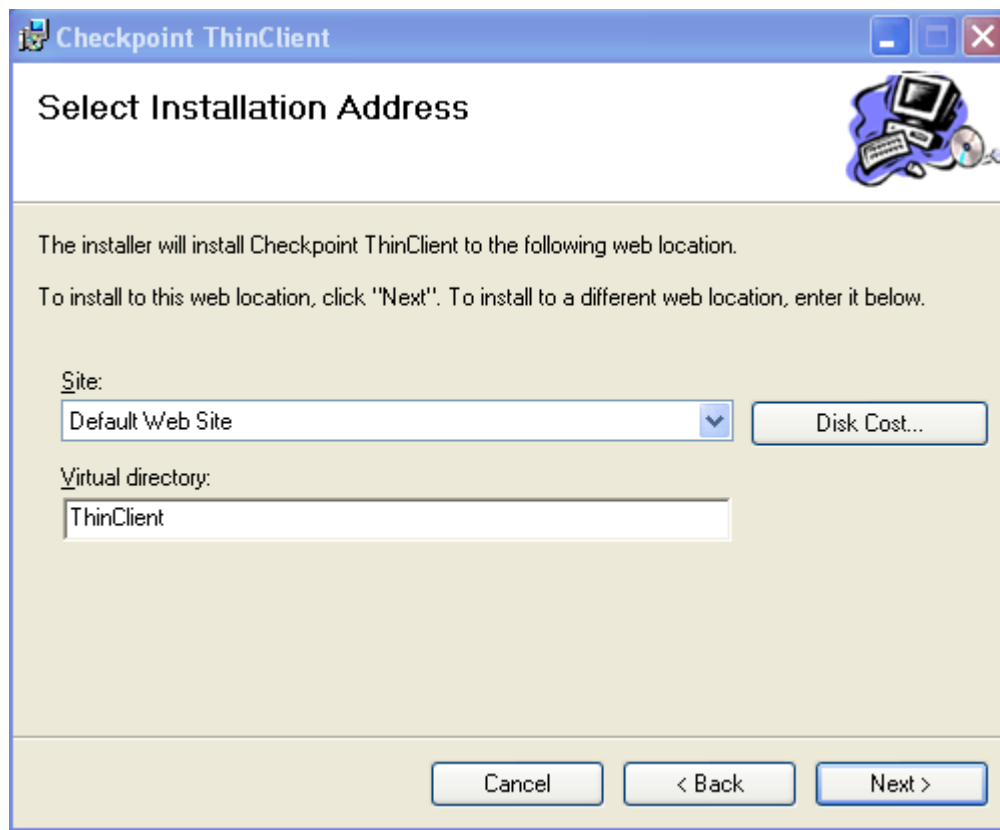 Checkpoint ThinClient
Select Installation Address
The installer will install Checkpoint ThinClient to the following web location.
To install to this web location, click "Next". To install to a different web location, enter it below.
Site:
Default Web Site
Disk Cost...
Virtual directory:
ThinClient
Cancel
< Back
Next >